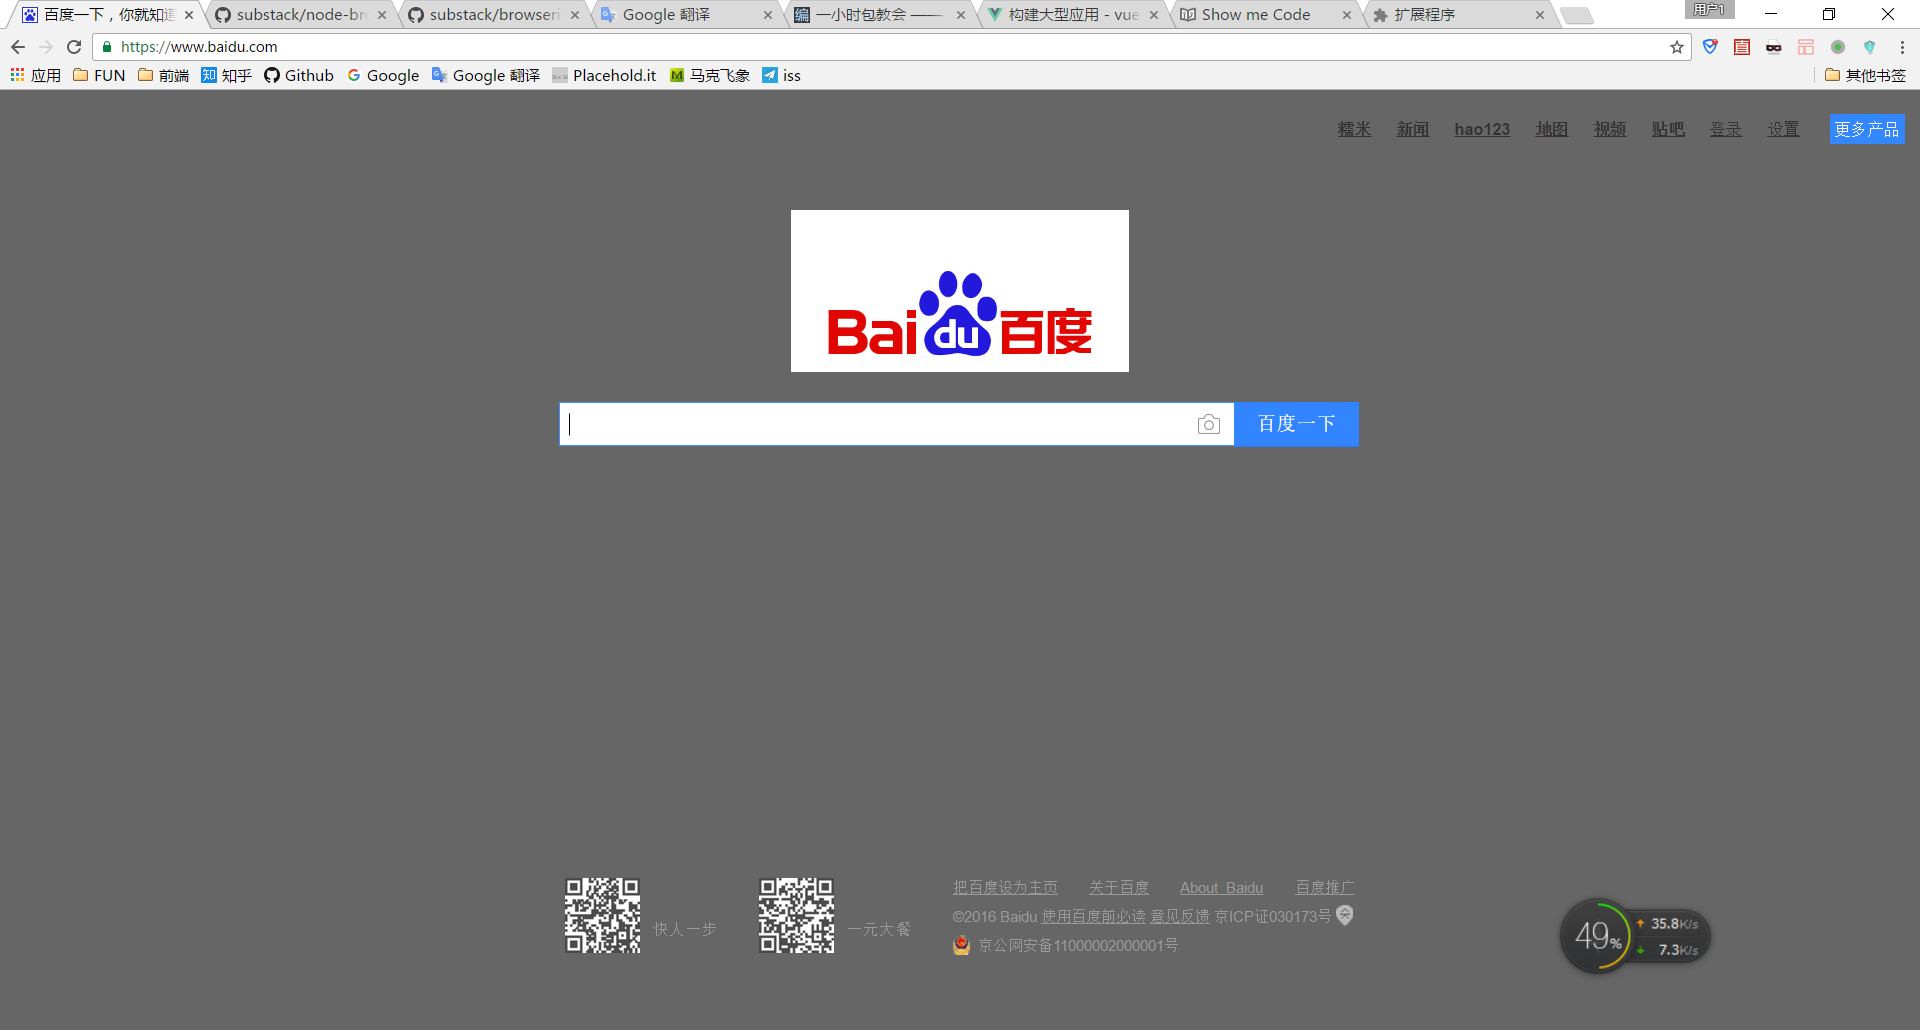 百度一下，你就知道
substack/node-bro
substack/browseri
Google 翻译
一小时包教会 ——
构建大型应用 - vue
Show me Code
扩展程序
用户1
https://www.baidu.com
应用
FUN
前端
知乎
Github
Google
Google 翻译
Placehold.it
马克飞象
iss
其他书签
糯米
新闻
hao123
地图
视频
贴吧
登录
设置
更多产品
Bai du 百度
百度一下
快人一步
一元大餐
把百度设为主页 关于百度 About Baidu 百度推广
©2016 Baidu 使用百度前必读 意见反馈 京ICP证030173号
京公网安备11000002000001号
49%
35.8K/s
7.3K/s